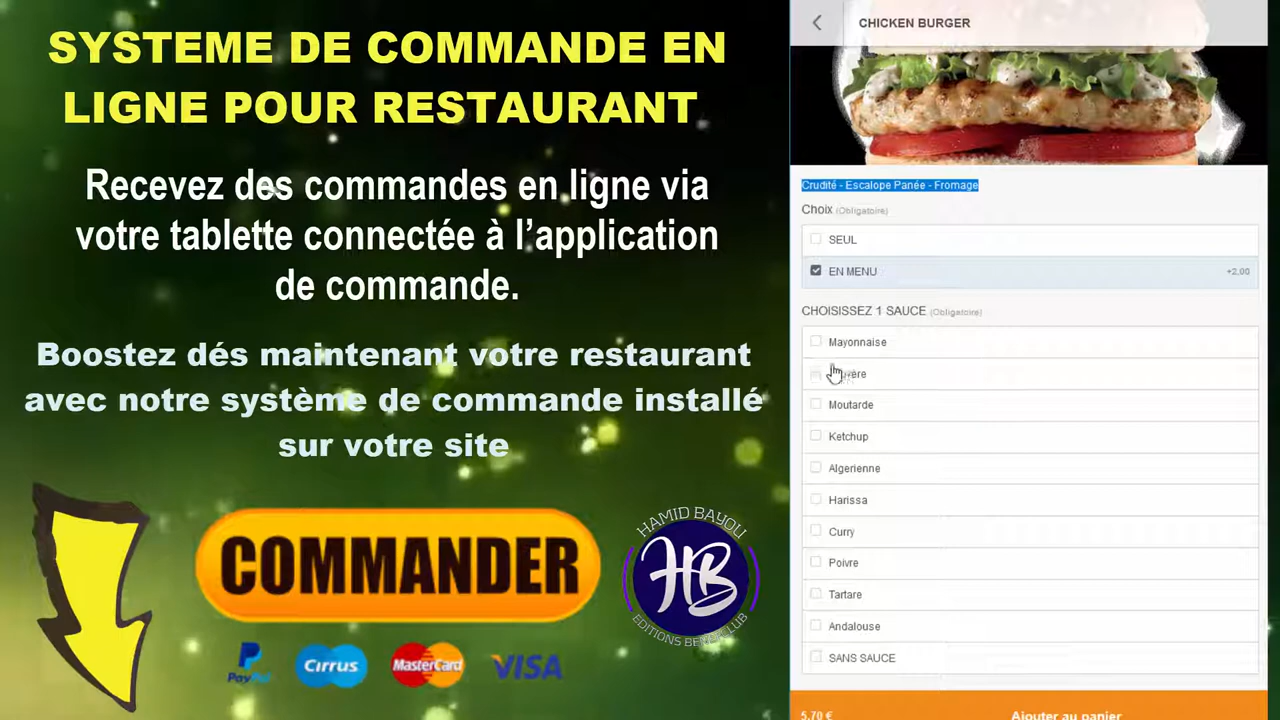 SYSTEME DE COMMANDE EN
LIGNE POUR RESTAURANT
Recevez des commandes en ligne via
votre tablette connectée à l’application
de commande.
Boostez dés maintenant votre restaurant
avec notre système de commande installé
sur votre site
COMMANDER
PayPal
Cirrus
MasterCard
VISA
HAMID BAYOU
HB
CHICKEN BURGER
Crudité - Escalope Panée - Fromage
Choix (Obligatoire)
SEUL
EN MENU +2,00
CHOISISSEZ 1 SAUCE (Obligatoire)
Mayonnaise
Moutarde
Ketchup
Algerienne
Harissa
Curry
Poivre
Tartare
Andalouse
SANS SAUCE
5,70 € Ajouter au panier